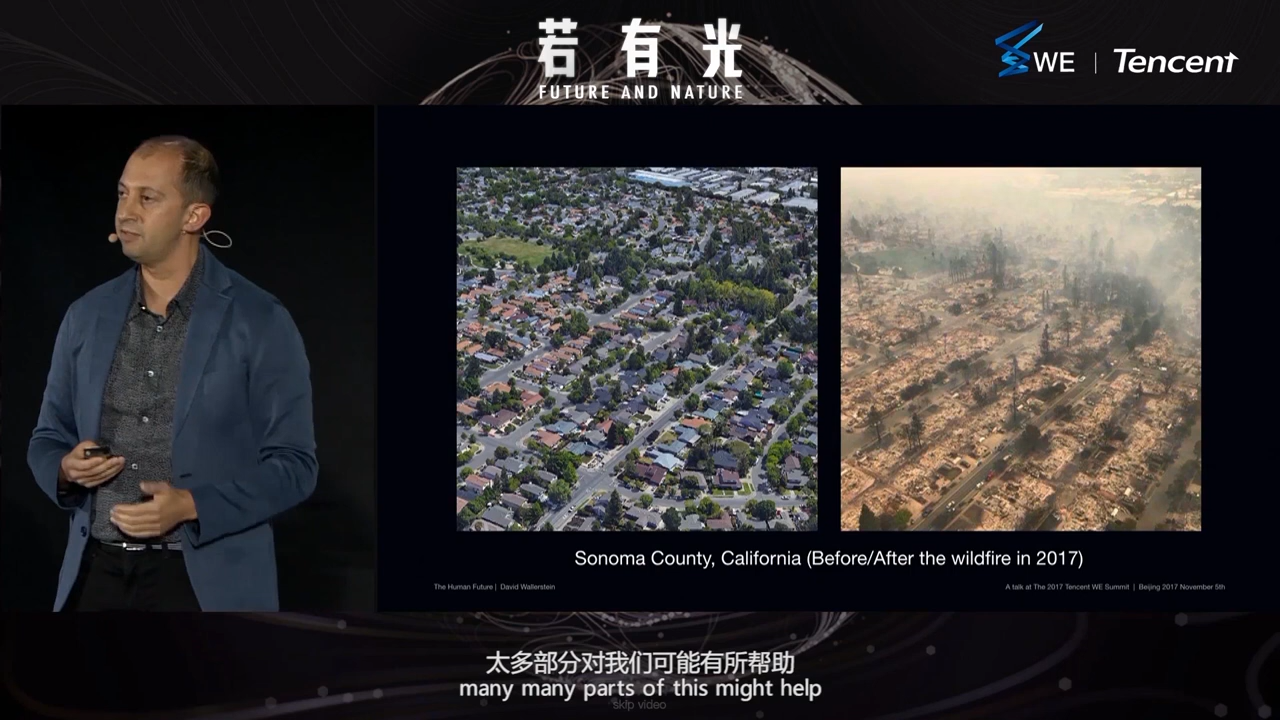 若有光
FUTURE AND NATURE
WE | Tencent
Sonoma County, California (Before/After the wildfire in 2017)
The Human Future | David Wallerstein
A talk at The 2017 Tencent WE Summit | Beijing 2017 November 5th
太多部分对我们可能有所帮助
many many parts of this might help
skip video